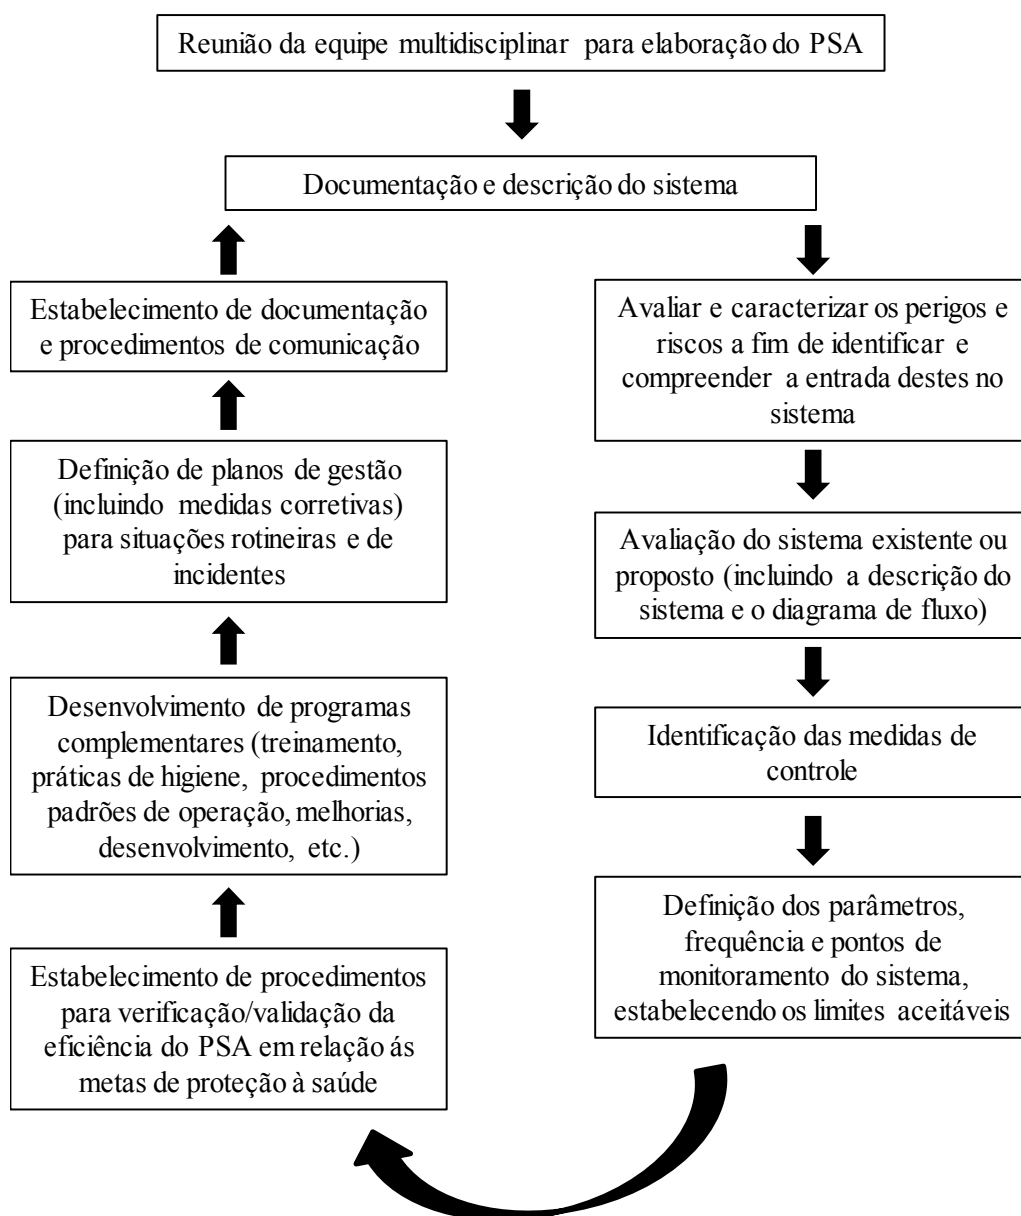 Reunião da equipe multidisciplinar para elaboração do PSA
Documentação e descrição do sistema
Avaliar e caracterizar os perigos e
riscos a fim de identificar e
compreender a entrada destes no
sistema
Avaliação do sistema existente ou
proposto (incluindo a descrição do
sistema e o diagrama de fluxo)
Identificação das medidas de
controle
Definição dos parâmetros,
frequência e pontos de
monitoramento do sistema,
estabelecendo os limites aceitáveis
Estabelecimento de procedimentos
para verificação/validação da
eficiência do PSA em relação ás
metas de proteção à saúde
Desenvolvimento de programas
complementares (treinamento,
práticas de higiene, procedimentos
padrões de operação, melhorias,
desenvolvimento, etc.)
Definição de planos de gestão
(incluindo medidas corretivas)
para situações rotineiras e de
incidentes
Estabelecimento de documentação
e procedimentos de comunicação